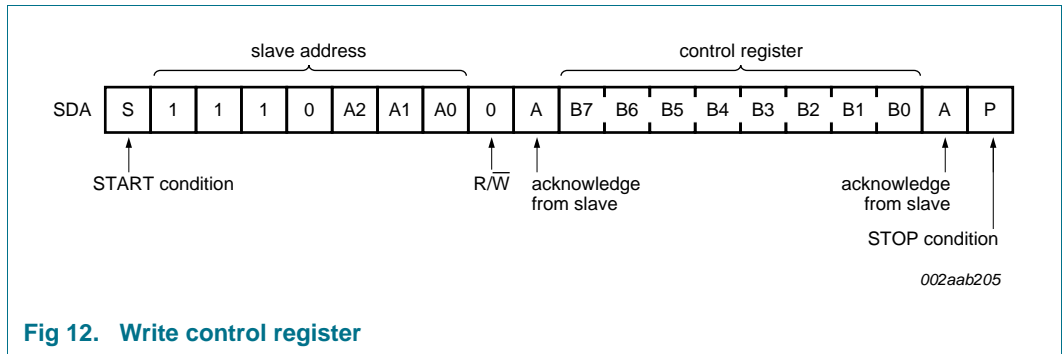 slave address control register
SDA S 1 1 1 0 A2 A1 A0 0 A B7 B6 B5 B4 B3 B2 B1 B0 A P
START condition R/W̅ acknowledge from slave acknowledge from slave
STOP condition
002aab205
Fig 12. Write control register